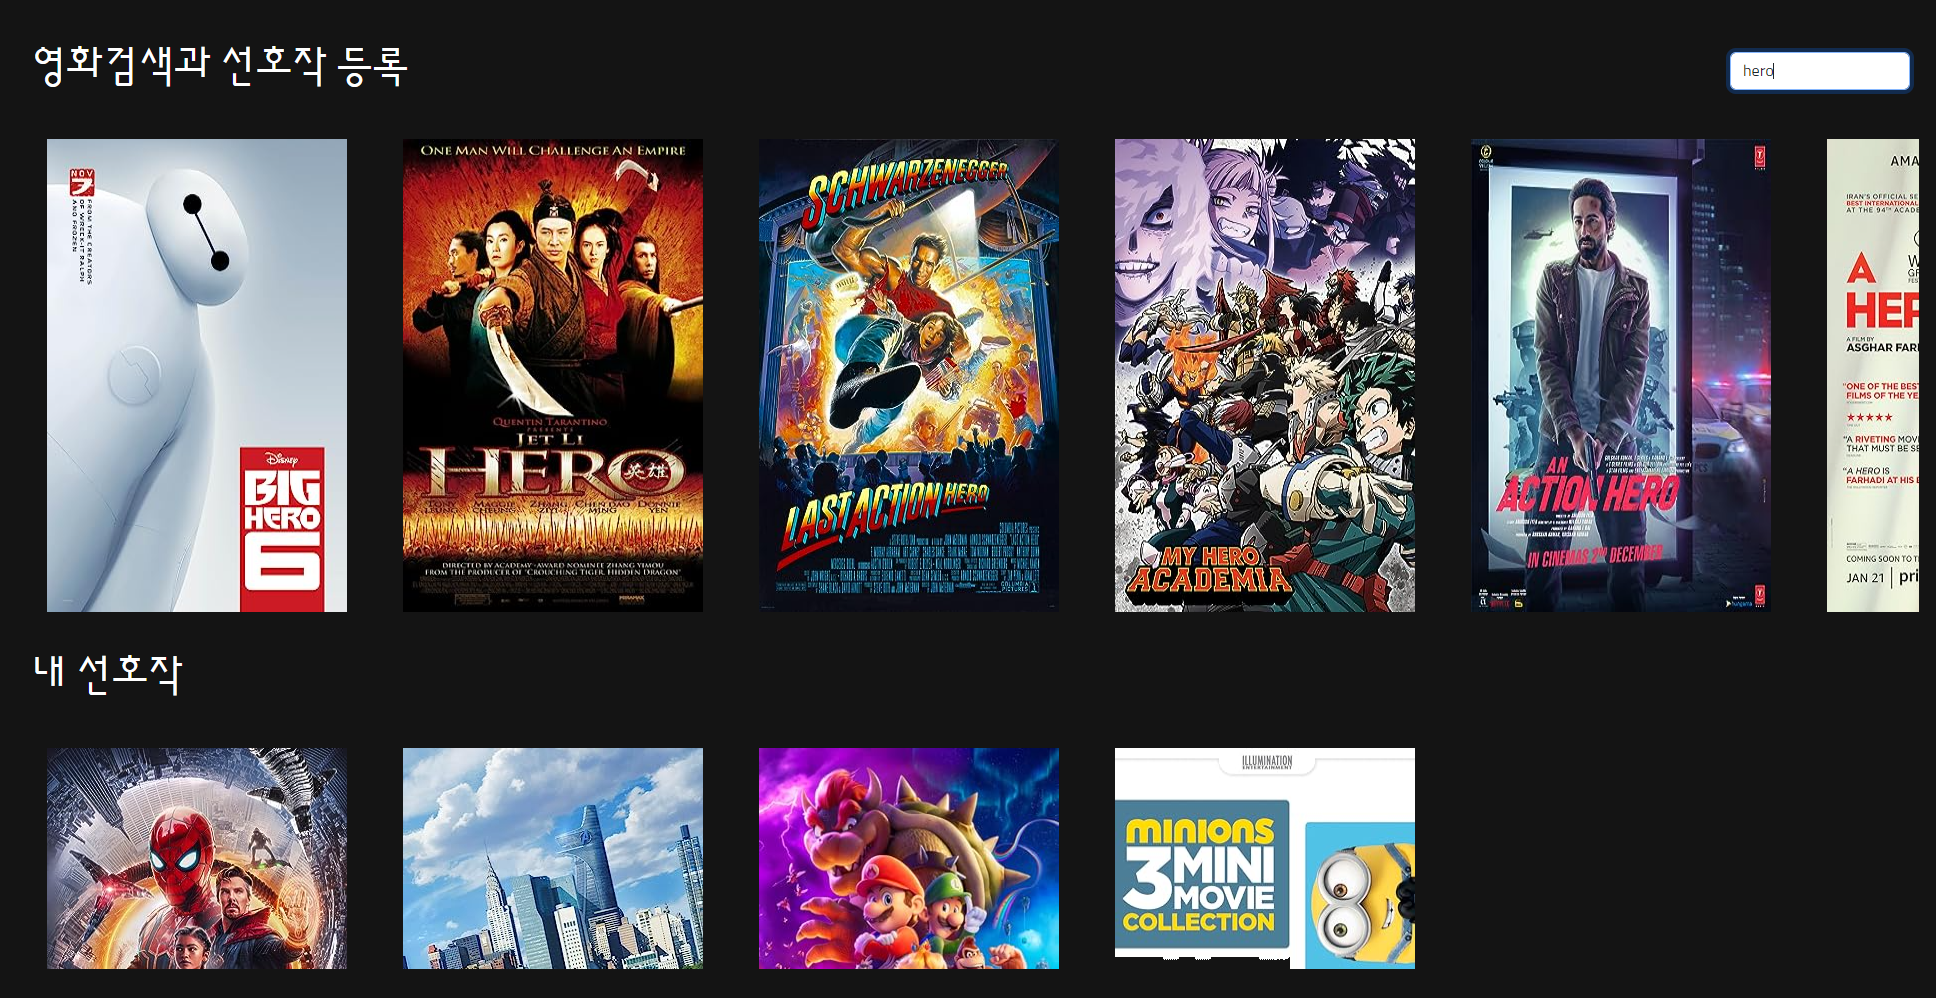 영화검색과 선호작 등록
hero
NOV
7
FROM THE CREATORS
OF WRECK-IT RALPH
AND FROZEN
Disney
BIG
HERO
6
ONE MAN WILL CHALLENGE AN EMPIRE
QUENTIN TARANTINO
PRESENTS
JET LI
HERO
英雄
DIRECTED BY ACADEMY-AWARD NOMINEE ZHANG YIMOU
FROM THE PRODUCER OF "CROUCHING TIGER, HIDDEN DRAGON"
MIRAMAX
SCHWARZENEGGER
LAST ACTION HERO
COLUMBIA
PICTURES
MY HERO
ACADEMIA
AN
ACTION HERO
IN CINEMAS 2ND DECEMBER
AMA
IRAN'S OFFICIAL SE
BEST INTERNATIONAL
AT THE 94TH ACADE
A
HER
A FILM BY
ASGHAR FAR
"ONE OF THE BEST
FILMS OF THE YE
★★★★★
"A RIVETING MOVI
THAT MUST BE SE
"A HERO IS
FARHADI AT HIS
COMING SOON TO T
JAN 21 | pri
내 선호작
ILLUMINATION
ENTERTAINMENT
minions
3 MINI
MOVIE
COLLECTION